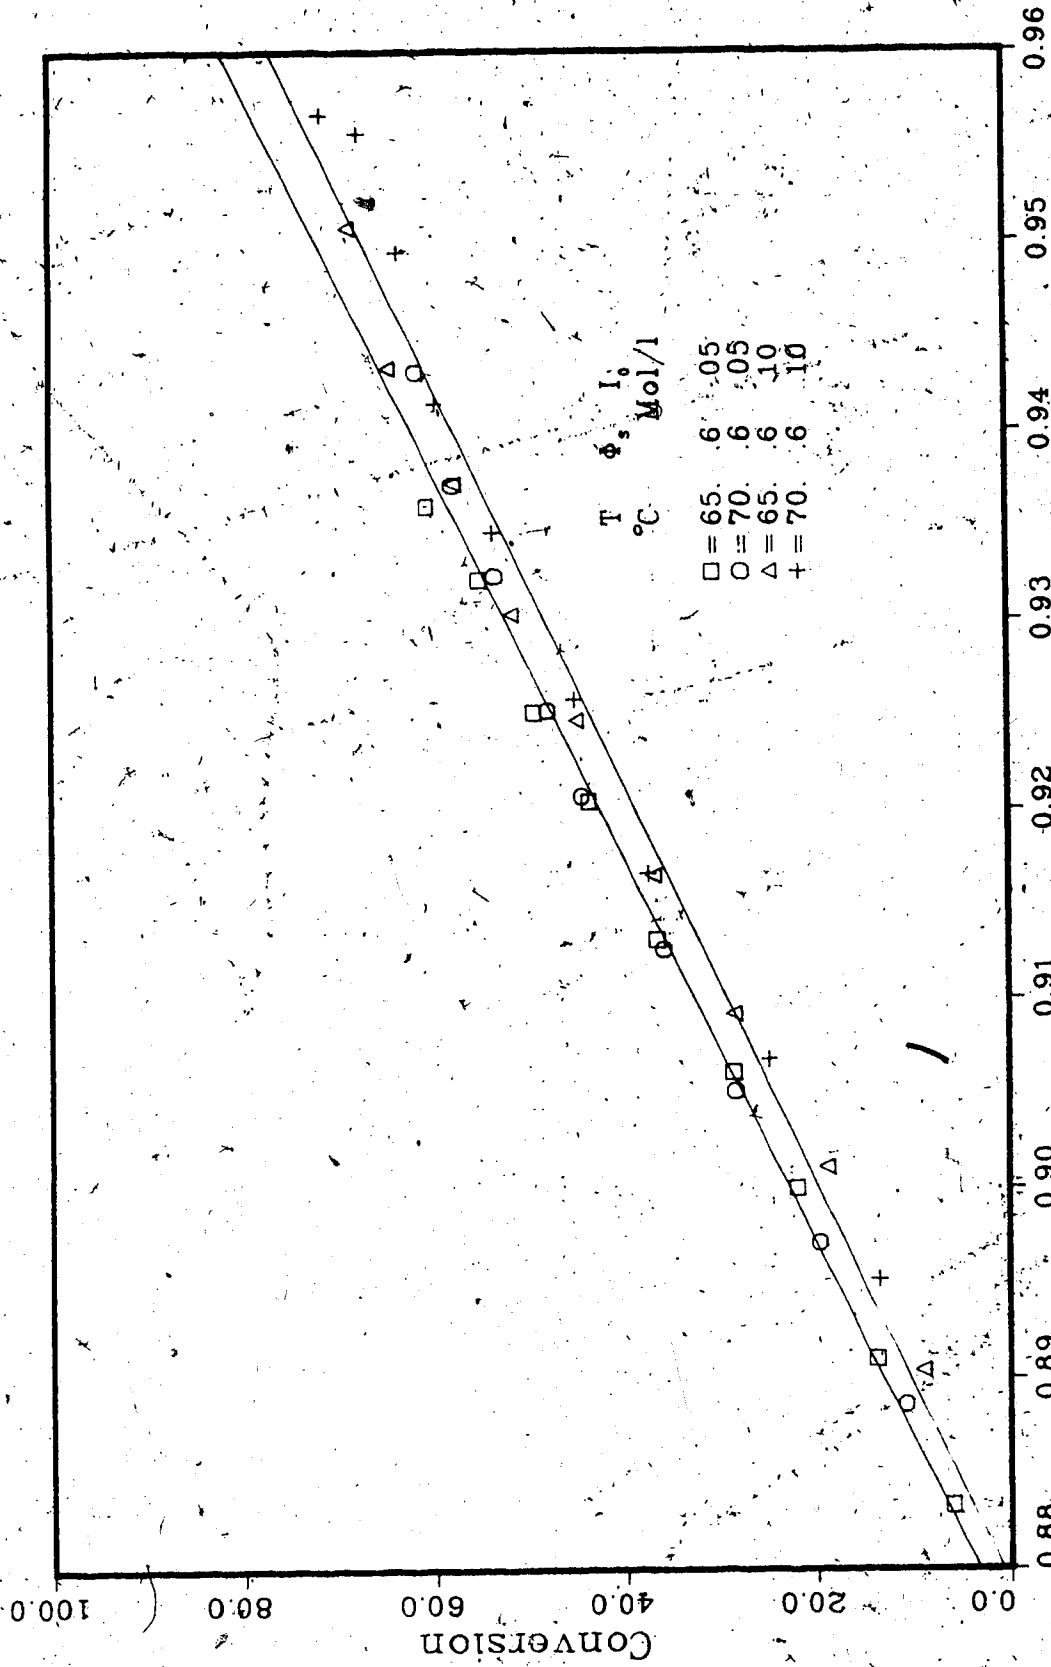 Conversion
100.0
80.0
60.0
40.0
20.0
0.0
T Φs I₀
°C Mol/l
□ = 65. .6 .05
○ = 70. .6 .05
△ = 65. .6 .10
+ = 70. .6 .10
0.88 0.89 0.90 0.91 0.92 0.93 0.94 0.95 0.96